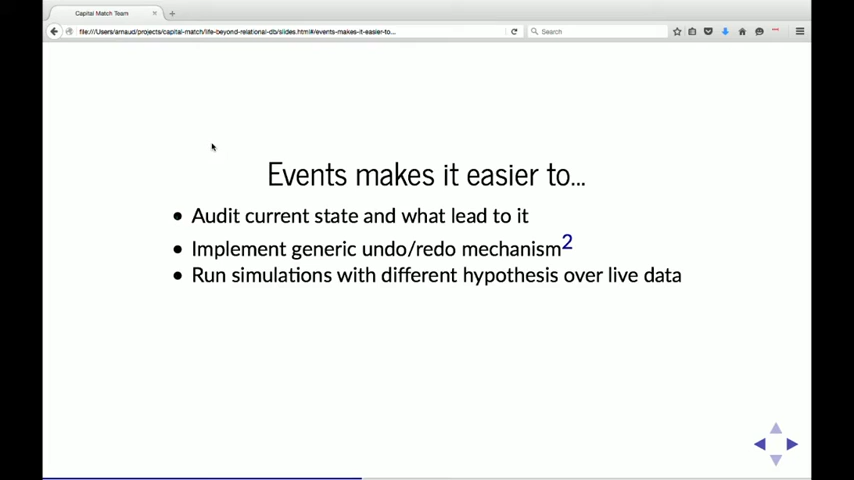 Capital Match Team
file:///Users/arnaud/projects/capital-match/life-beyond-relational-db/slides.html#/events-makes-it-easier-to...
Search
Events makes it easier to...
• Audit current state and what lead to it
• Implement generic undo/redo mechanism2
• Run simulations with different hypothesis over live data